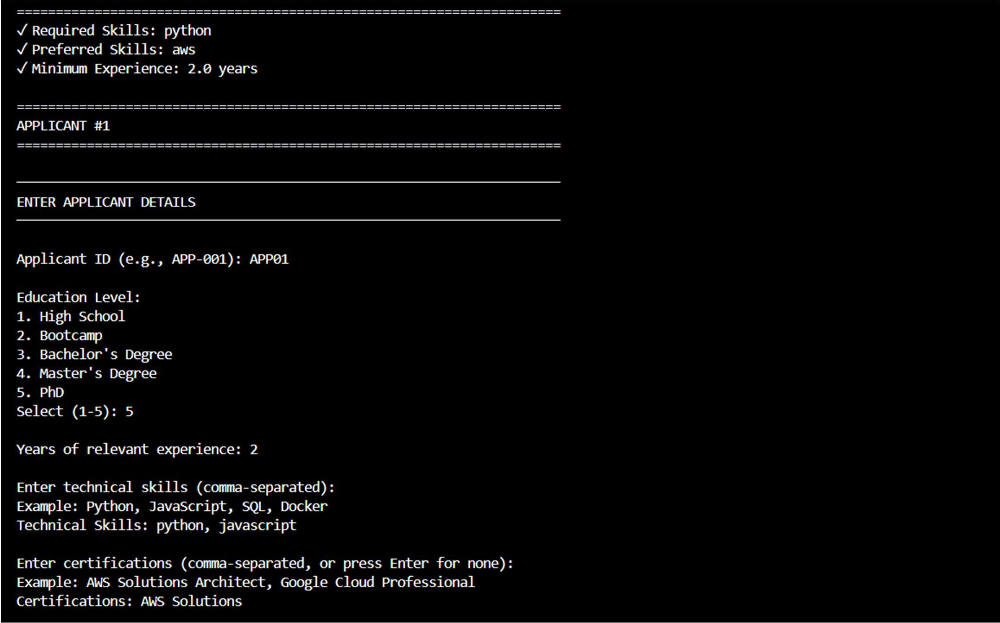 ======================================================================
✓ Required Skills: python
✓ Preferred Skills: aws
✓ Minimum Experience: 2.0 years
======================================================================
APPLICANT #1
======================================================================
──────────────────────────────────────────────────────────────────────
ENTER APPLICANT DETAILS
──────────────────────────────────────────────────────────────────────
Applicant ID (e.g., APP-001): APP01
Education Level:
1. High School
2. Bootcamp
3. Bachelor's Degree
4. Master's Degree
5. PhD
Select (1-5): 5
Years of relevant experience: 2
Enter technical skills (comma-separated):
Example: Python, JavaScript, SQL, Docker
Technical Skills: python, javascript
Enter certifications (comma-separated, or press Enter for none):
Example: AWS Solutions Architect, Google Cloud Professional
Certifications: AWS Solutions